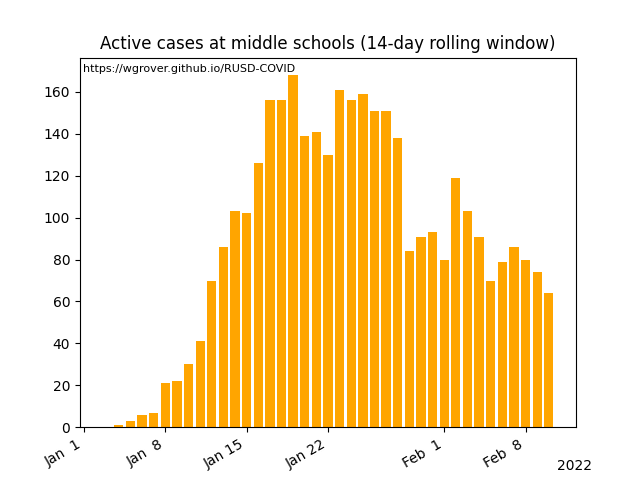 Active cases at middle schools (14-day rolling window)
https://wgrover.github.io/RUSD-COVID
160
140
120
100
80
60
40
20
0
Jan 1
Jan 8
Jan 15
Jan 22
Feb 1
Feb 8
2022